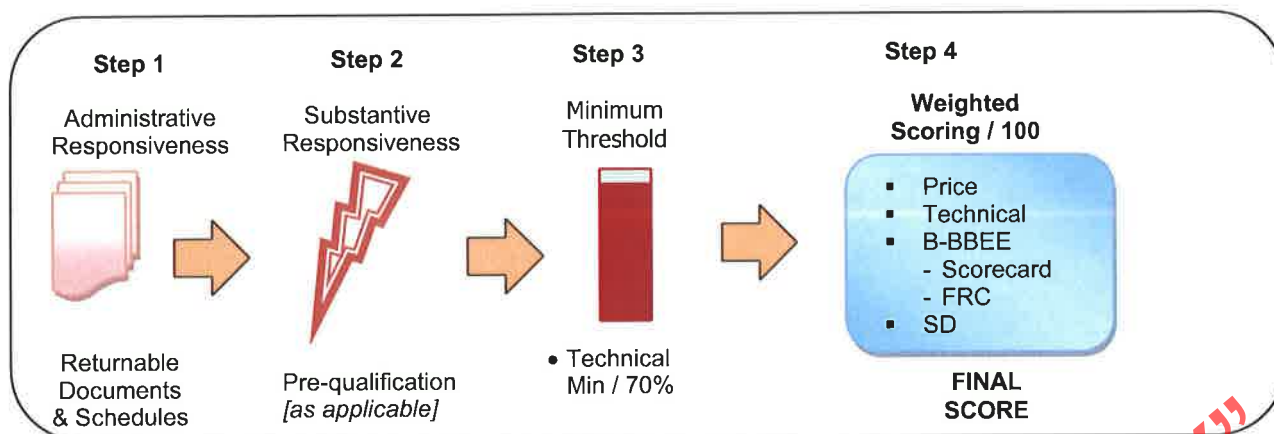 Step 1
Administrative
Responsiveness
Returnable
Documents
& Schedules
Step 2
Substantive
Responsiveness
Pre-qualification
[as applicable]
Step 3
Minimum
Threshold
• Technical
Min / 70%
Step 4
Weighted
Scoring / 100
▪ Price
▪ Technical
▪ B-BBEE
- Scorecard
- FRC
▪ SD
FINAL
SCORE